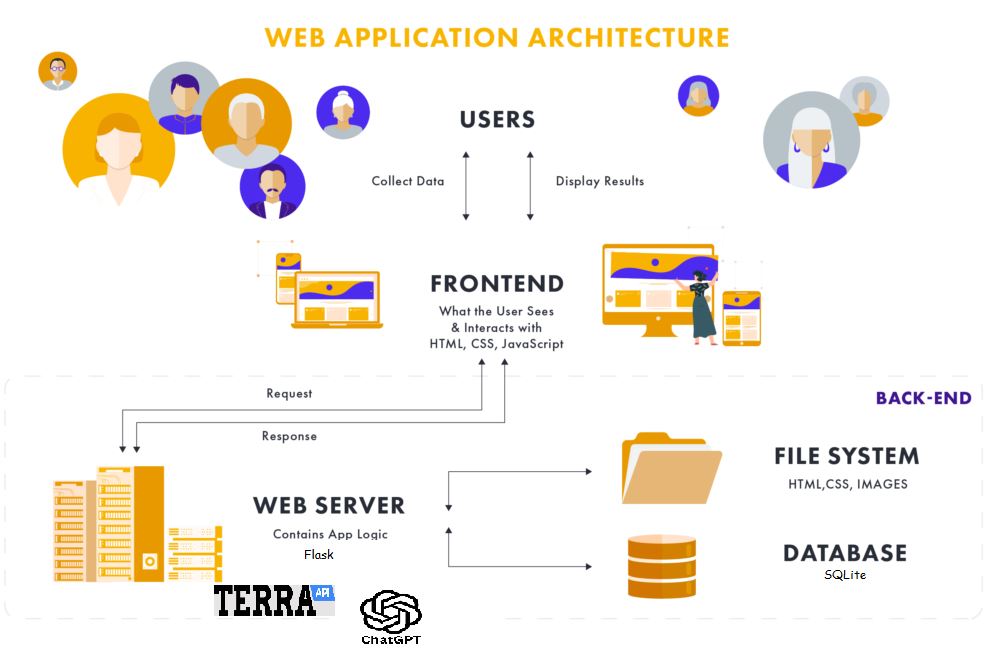 WEB APPLICATION ARCHITECTURE
USERS
Collect Data
Display Results
FRONTEND
What the User Sees
& Interacts with
HTML, CSS, JavaScript
Request
Response
BACK-END
WEB SERVER
Contains App Logic
Flask
FILE SYSTEM
HTML,CSS, IMAGES
DATABASE
SQLite
TERRA API
ChatGPT